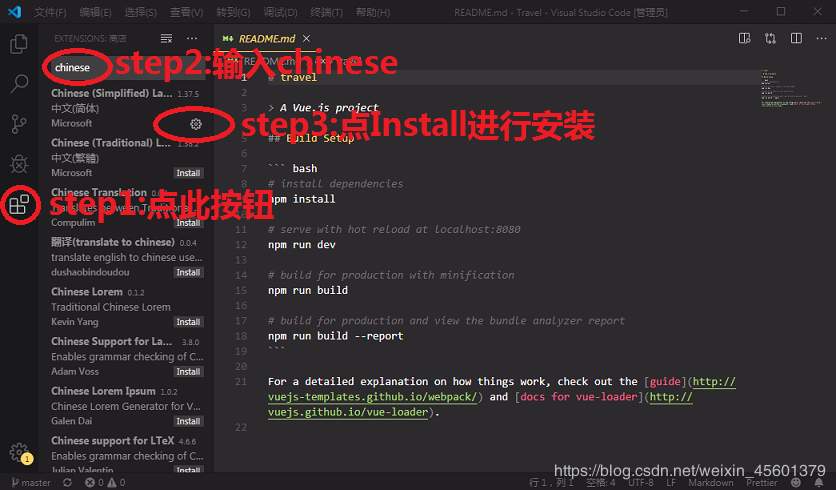 文件(F) 编辑(E) 选择(S) 查看(V) 转到(G) 调试(D) 终端(T) 帮助(H) README.md - Travel - Visual Studio Code [管理员]
EXTENSIONS: 商店
README.md
chinese
step2:输入chinese
README.md
1 # travel
2
3 > A Vue.js project
Chinese (Simplified) La... 1.37.5
中文(简体)
Microsoft
step3:点Install进行安装
Chinese (Traditional) L...
中文(繁體)
Microsoft Install
5 ## Build Setup
6
7 ``` bash
8 # install dependencies
npm install
Chinese Translation
Compulim Install
step1:点此按钮
11 # serve with hot reload at localhost:8080
12 npm run dev
13
14 # build for production with minification
15 npm run build
16
17 # build for production and view the bundle analyzer report
18 npm run build --report
19 ```
20
21 For a detailed explanation on how things work, check out the [guide](http://
vuejs-templates.github.io/webpack/) and [docs for vue-loader](http://
vuejs.github.io/vue-loader).
22
翻译(translate to chinese) 0.0.4
translate english to chinese use...
dushaobindoudou Install
Chinese Lorem 0.1.2
Traditional Chinese Lorem
Kevin Yang Install
Chinese Support for La... 3.8.0
Enables grammar checking of C...
Adam Voss Install
Chinese Lorem Ipsum 1.0.2
Chinese Lorem Generator for V...
Galen Dai Install
Chinese support for LTeX 4.6.6
Enables grammar checking of C...
Julian Valentin Install
1
https://blog.csdn.net/weixin_45601379
master 0 0 行 1，列 1 空格: 4 UTF-8 LF Markdown Prettier